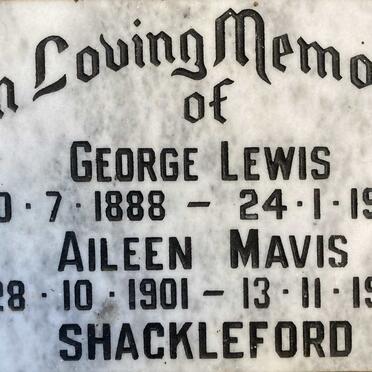 n Loving Memo
of
GEORGE LEWIS
0 · 7 · 1888 – 24 · 1 · 19
AILEEN MAVIS
28 · 10 · 1901 – 13 · 11 · 19
SHACKLEFORD